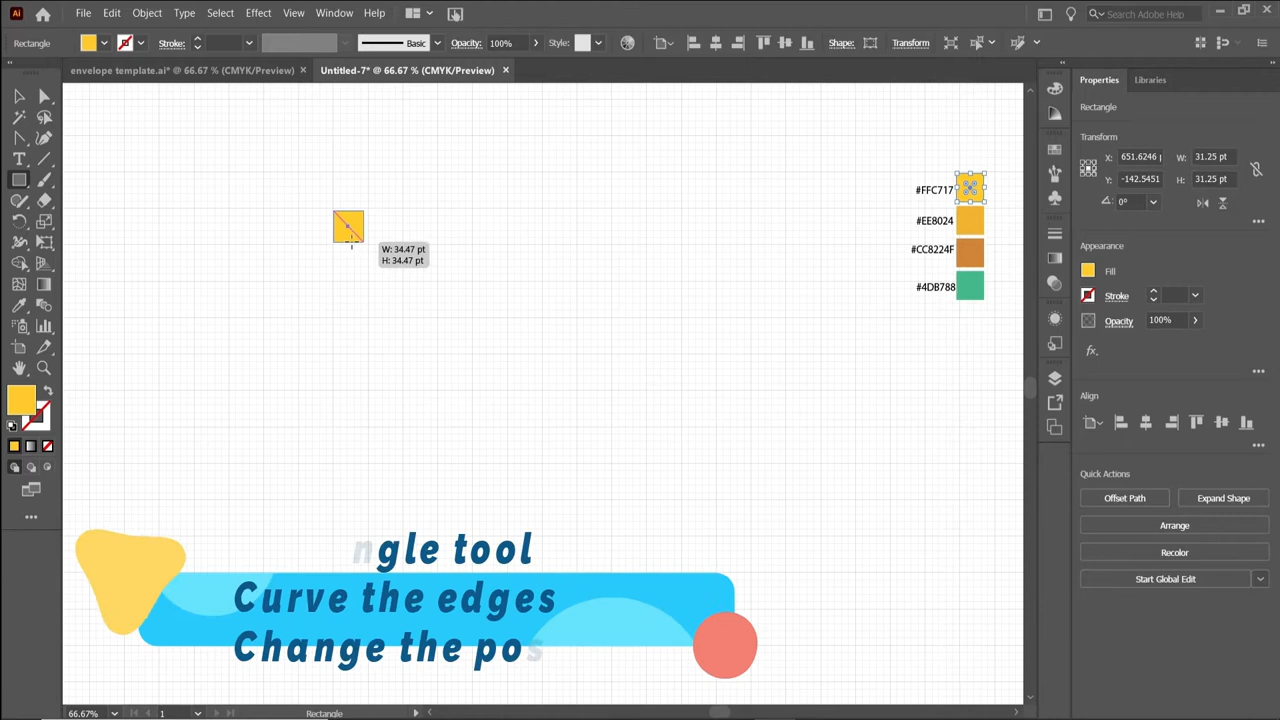 Ai
File Edit Object Type Select Effect View Window Help
Search Adobe Help
Rectangle Stroke: Basic Opacity: 100% Style: Shape: Transform
envelope template.ai* @ 66.67 % (CMYK/Preview) × Untitled-7* @ 66.67 % (CMYK/Preview) ×
Properties Libraries
Rectangle
Transform
X: 651.6246 W: 31.25 pt
Y: -142.5451 H: 31.25 pt
0°
#FFC717
#EE8024
#CC8224F
#4DB788
W: 34.47 pt
H: 34.47 pt
Appearance
Fill
Stroke
Opacity 100%
fx.
Align
Quick Actions
Offset Path Expand Shape
Arrange
Recolor
Start Global Edit
ngle tool
Curve the edges
Change the pos
66.67% 1 Rectangle